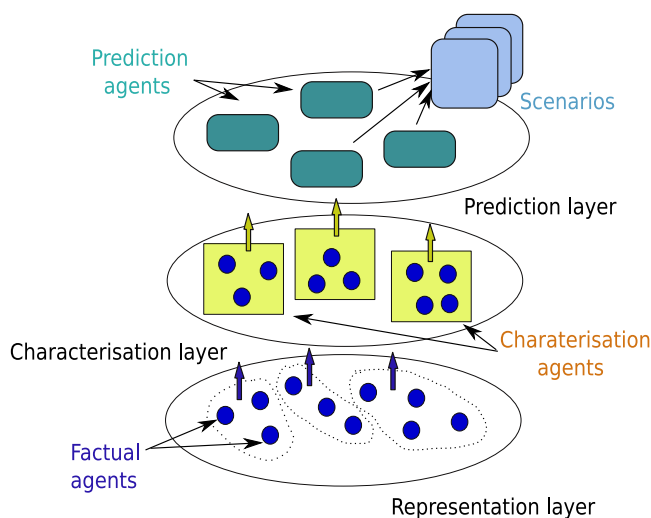 Prediction
agents
Scenarios
Prediction layer
Characterisation layer
Charaterisation
agents
Factual
agents
Representation layer